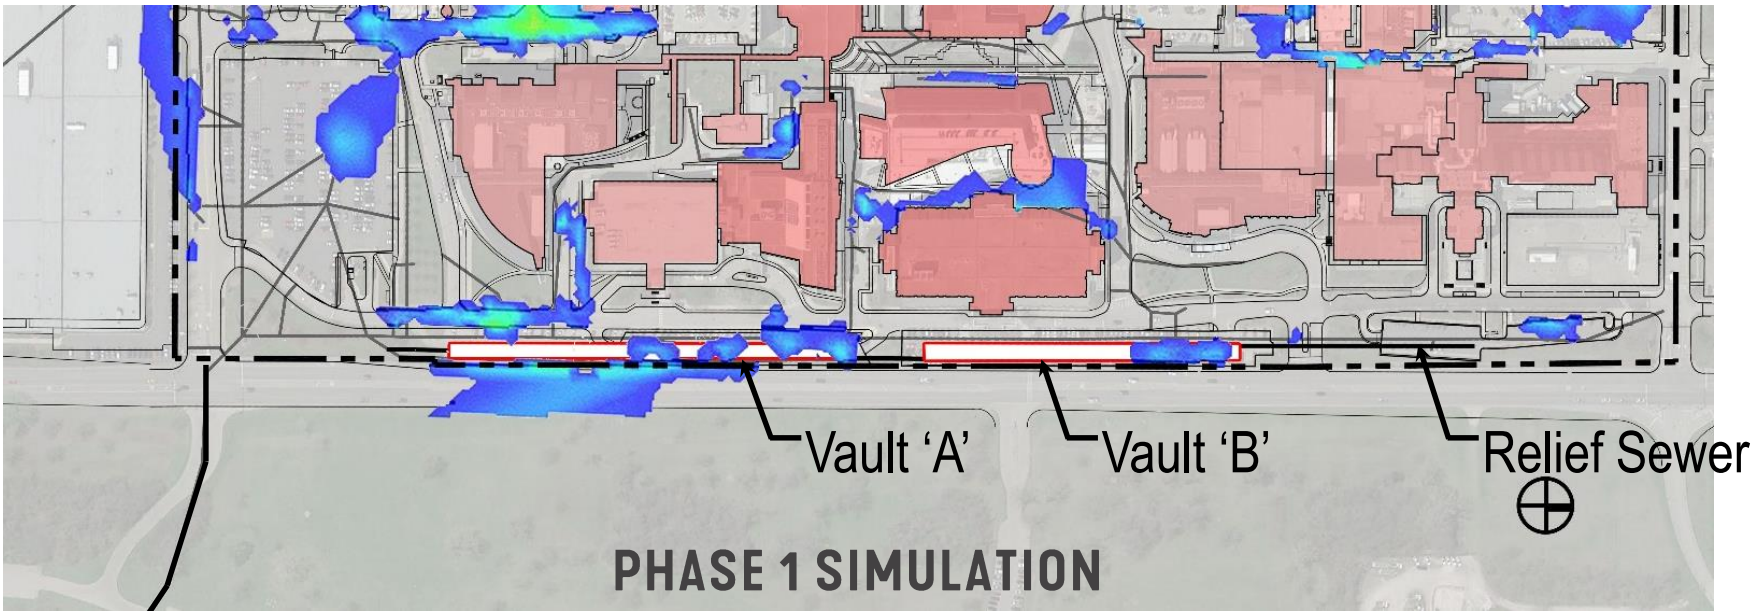 Vault ‘A’
Vault ‘B’
Relief Sewer
PHASE 1 SIMULATION